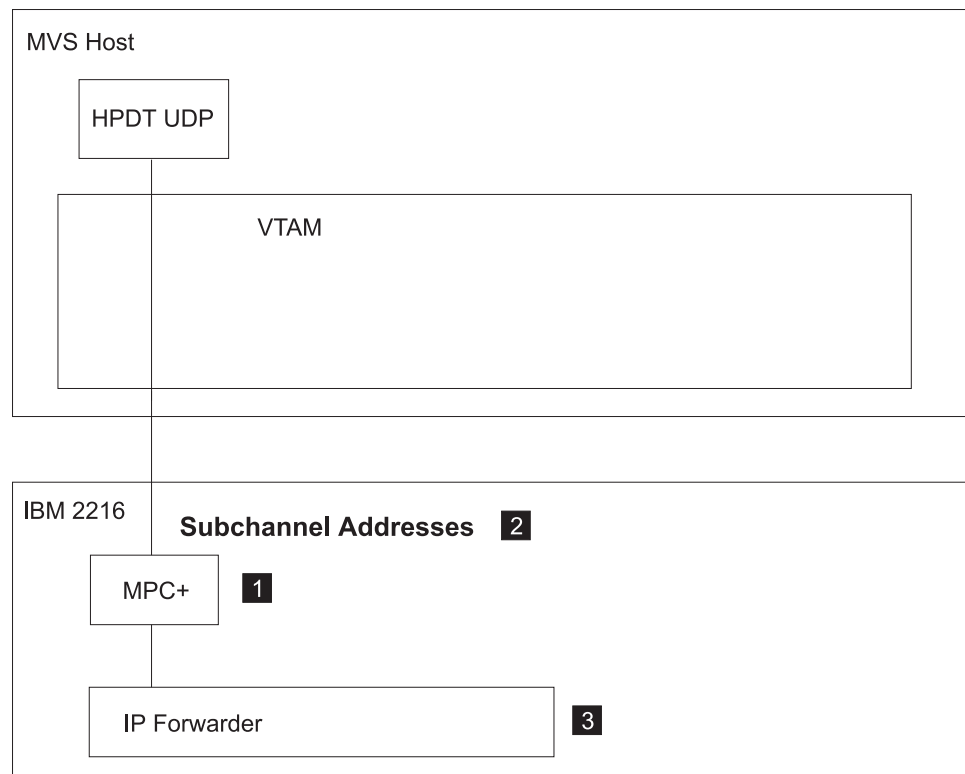 MVS Host
HPDT UDP
VTAM
IBM 2216
Subchannel Addresses 2
MPC+ 1
IP Forwarder 3